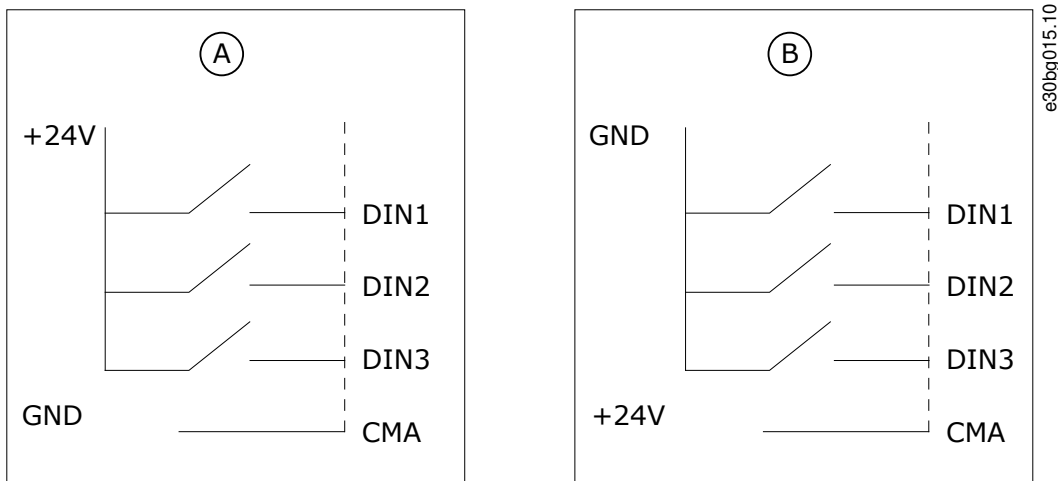 A
+24V
DIN1
DIN2
DIN3
GND
CMA
B
GND
DIN1
DIN2
DIN3
+24V
CMA
e30bg015.10